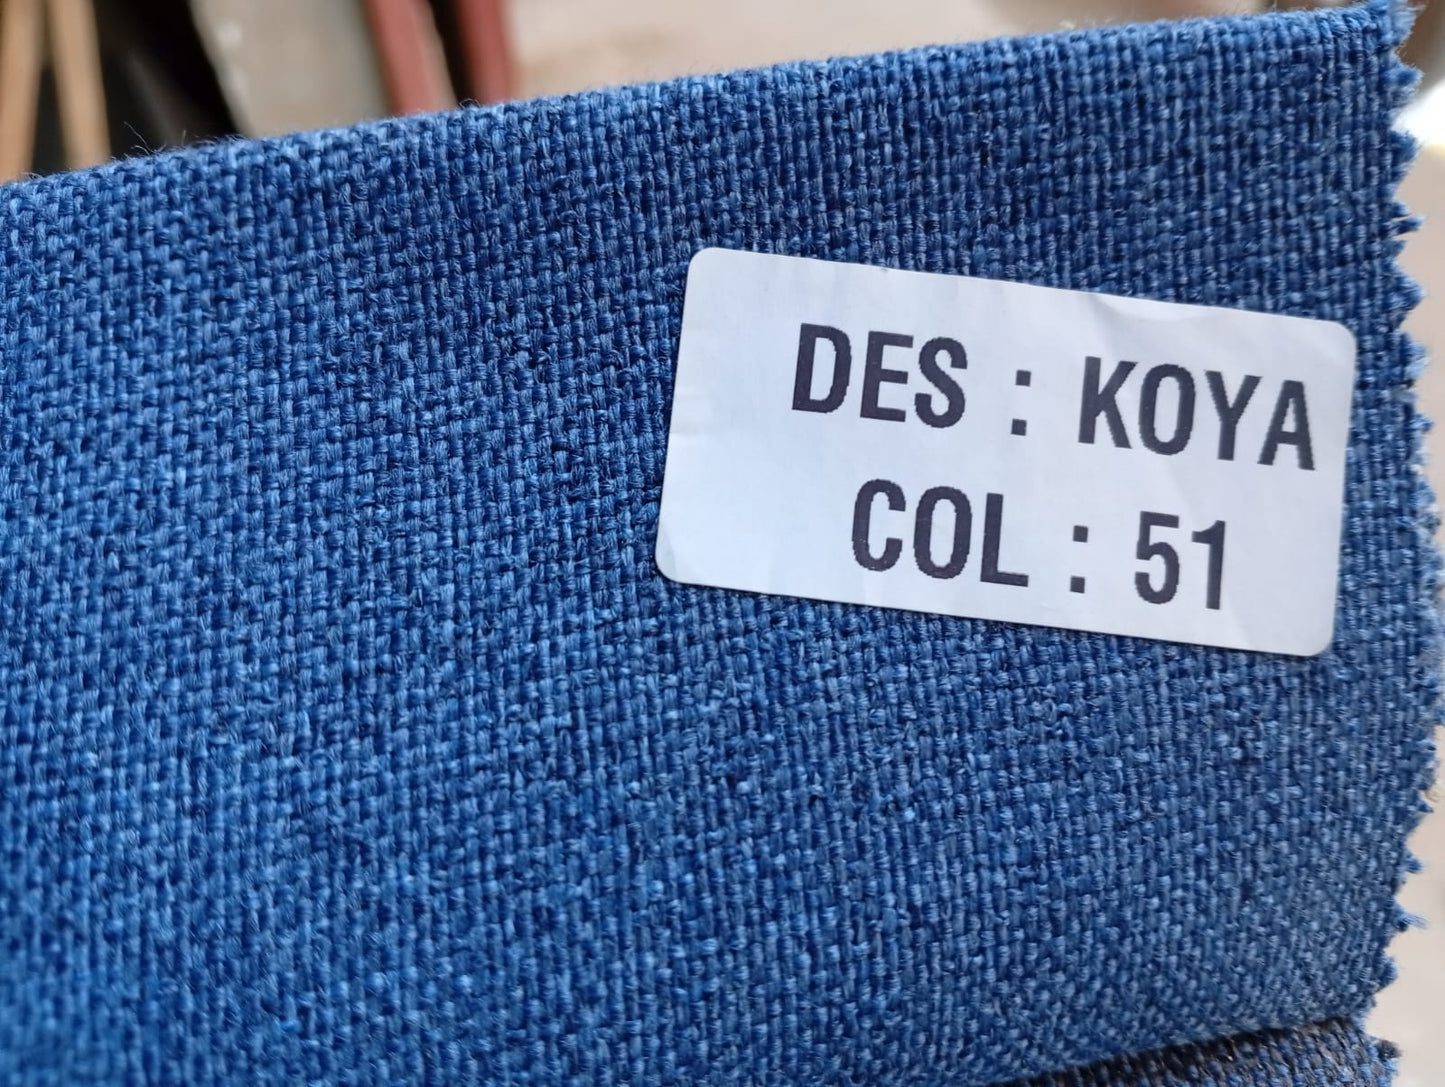 DES : KOYA
COL : 51